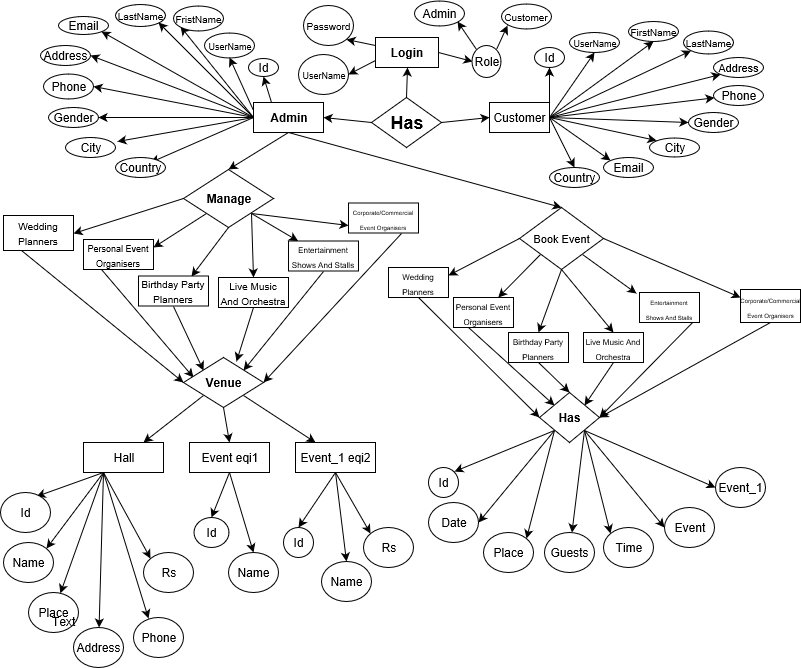 LastName
FristName
Admin
Customer
Email
Password
UserName
FirstName
Login
UserName
LastName
Address
Id
UserName
Role
Id
Address
Phone
Phone
Gender
Admin
Has
Customer
Gender
City
City
Country
Email
Country
Manage
Wedding
Planners
Personal Event
Organisers
Birthday Party
Planners
Live Music
And Orchestra
Entertainment
Shows And Stalls
Corporate/Commercial
Event Organisers
Book Event
Wedding
Planners
Personal Event
Organisers
Birthday Party
Planners
Live Music And
Orchestra
Entertainment
Shows And Stalls
Corporate/Commercial
Event Organisers
Venue
Has
Hall
Event eqi1
Event_1 eqi2
Id
Name
Place
Text
Address
Phone
Rs
Id
Name
Id
Name
Rs
Id
Date
Place
Guests
Time
Event
Event_1